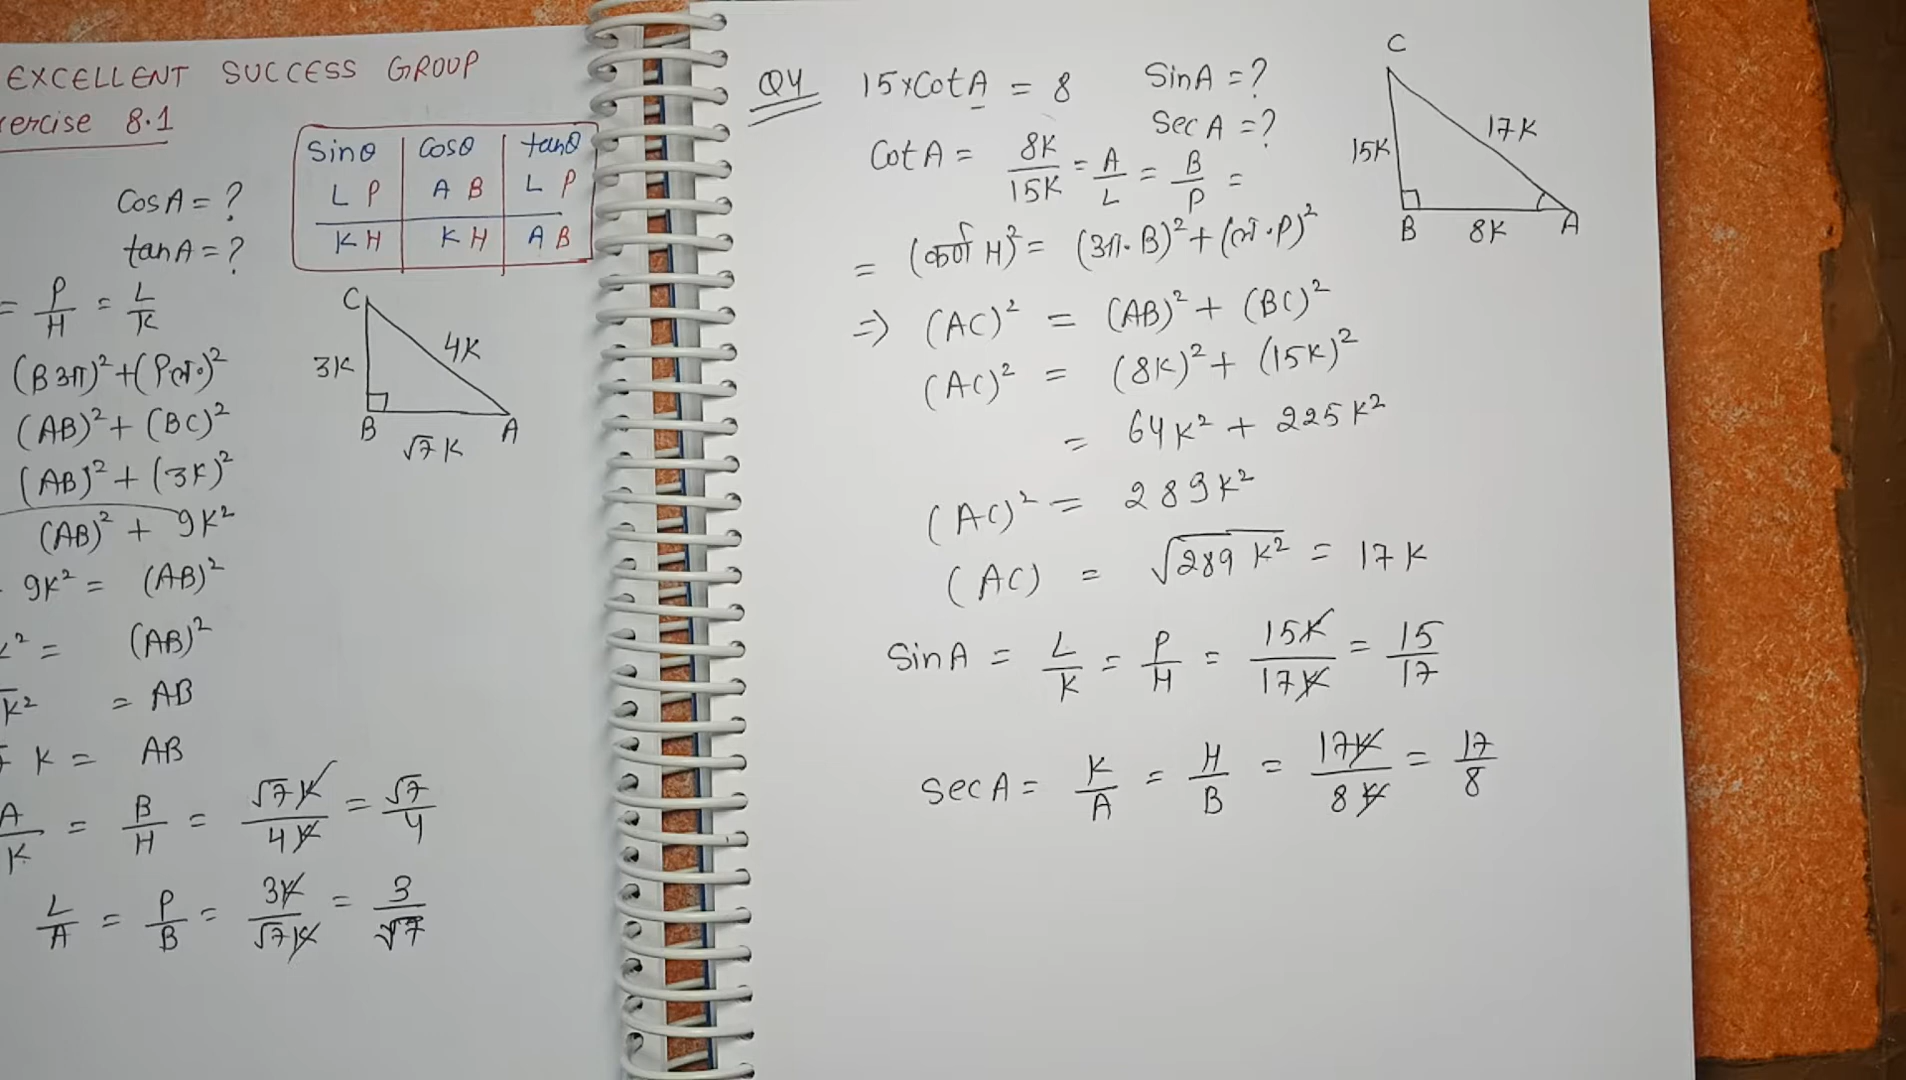 EXCELLENT SUCCESS GROUP
ercise 8.1
Sinθ | Cosθ | tanθ
L P | A B | L P
K H | K H | A B
CosA = ?
tanA = ?
= P/H = L/K
(B आ)² + (P लं.)²
(AB)² + (BC)²
(AB)² + (3K)²
(AB)² + 9K²
9K² = (AB)²
² = (AB)²
K² = AB
K = AB
A/K = B/H = √7K/4K = √7/4
L/A = P/B = 3K/√7K = 3/√7
C
3K 4K
B √7 K A
Q4 15×CotA = 8 SinA = ?
SecA = ?
CotA = 8K/15K = A/L = B/P =
= (कर्ण H)² = (आ. B)² + (लं. P)²
⇒ (AC)² = (AB)² + (BC)²
(AC)² = (8K)² + (15K)²
= 64K² + 225K²
(AC)² = 289K²
(AC) = √289 K² = 17K
SinA = L/K = P/H = 15K/17K = 15/17
SecA = K/A = H/B = 17K/8K = 17/8
C
15K 17K
B 8K A